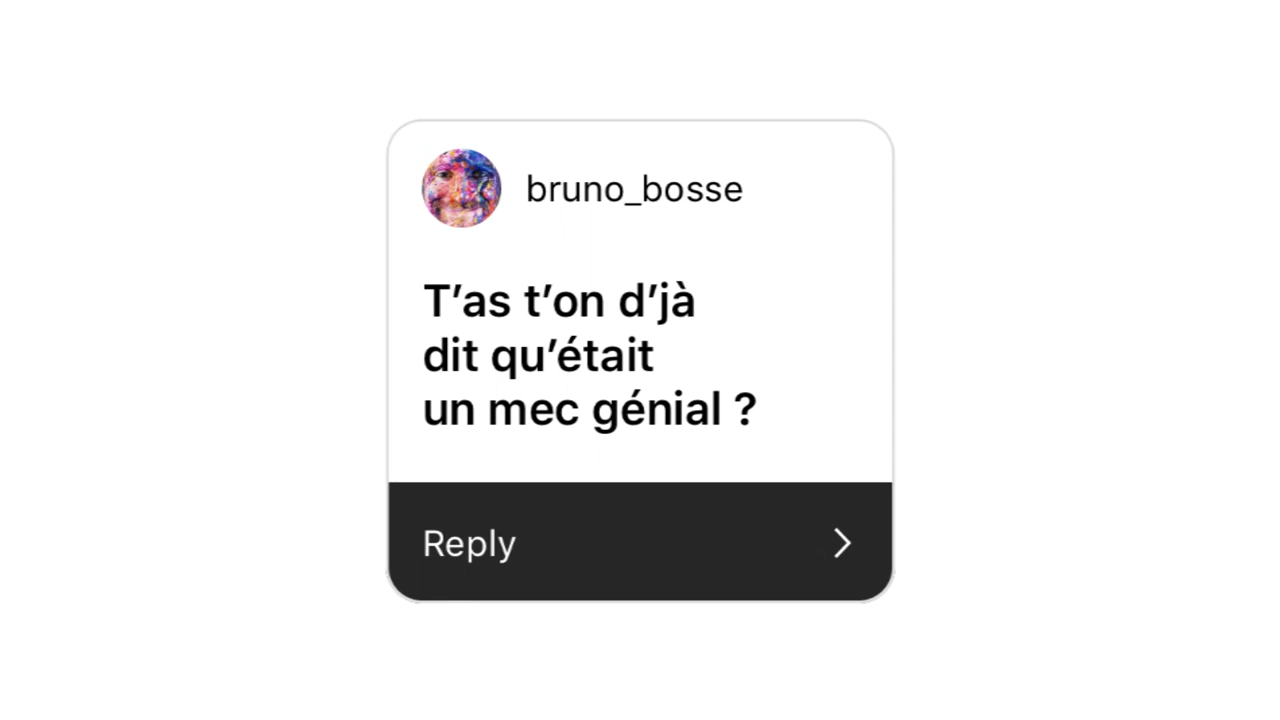 bruno_bosse
T’as t’on d’jà
dit qu’était
un mec génial ?
Reply